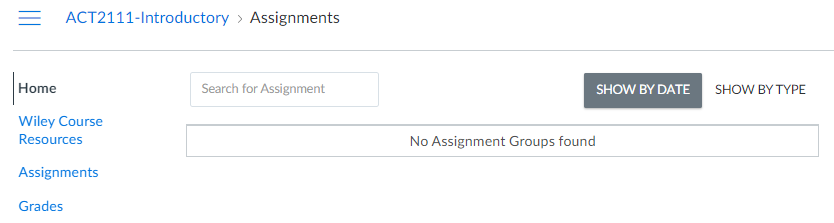 ACT2111-Introductory > Assignments
Home
Search for Assignment
SHOW BY DATE
SHOW BY TYPE
Wiley Course
Resources
No Assignment Groups found
Assignments
Grades